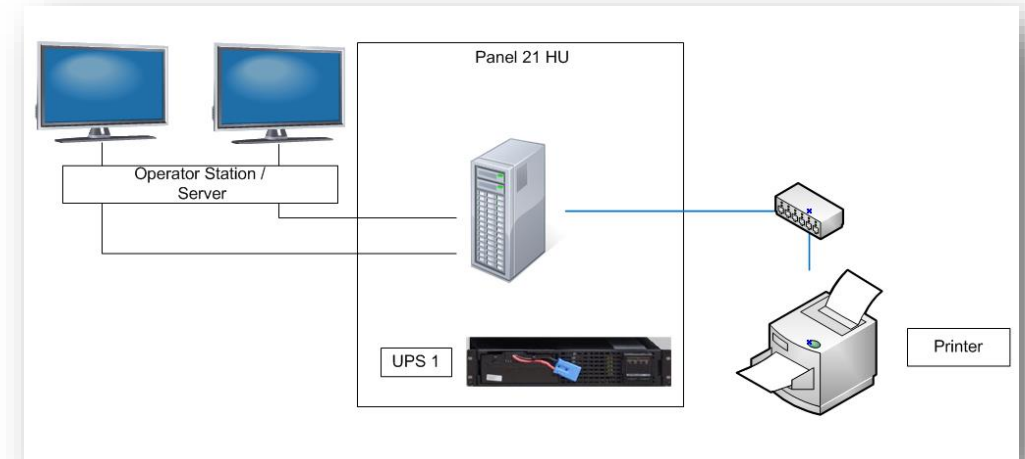 Panel 21 HU
Operator Station /
Server
UPS 1
Printer